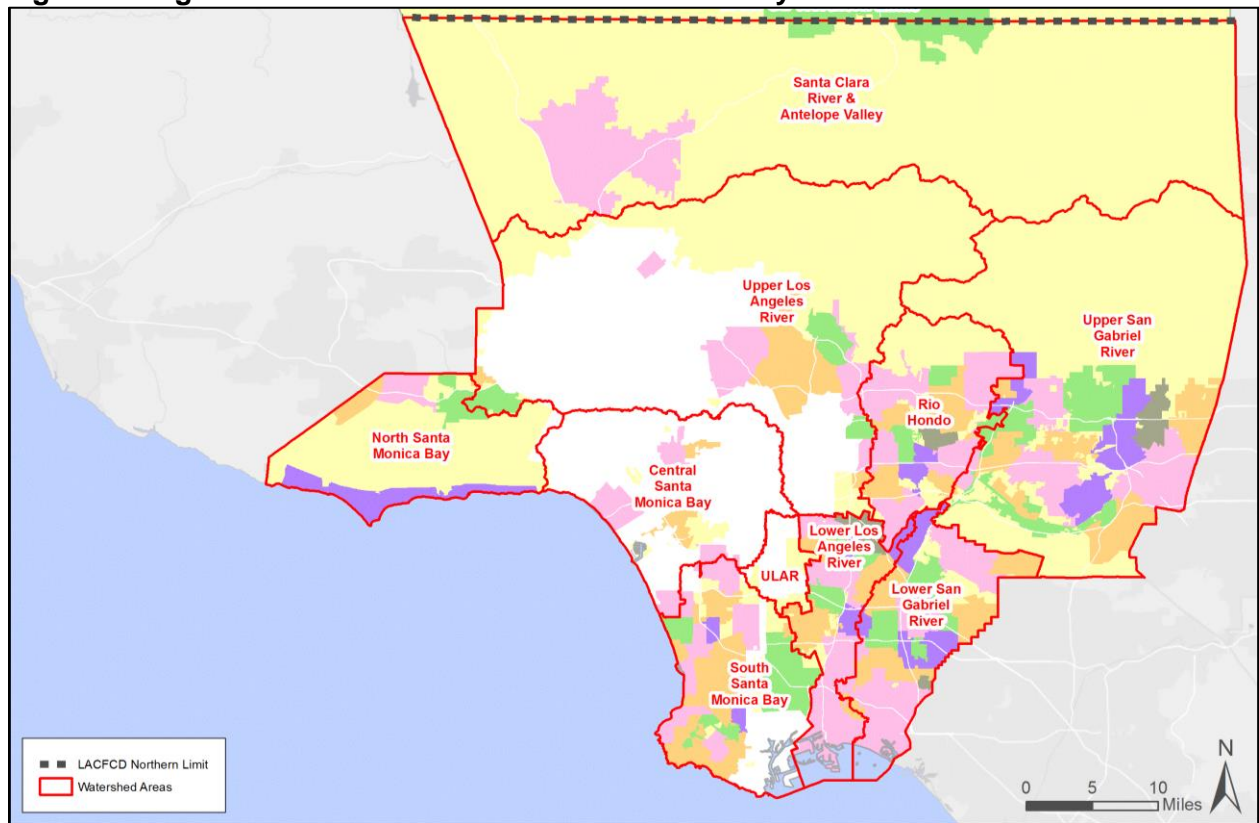 Santa Clara
River &
Antelope Valley
Upper Los
Angeles
River
Upper San
Gabriel
River
Rio
Hondo
North Santa
Monica Bay
Central
Santa
Monica Bay
Lower Los
Angeles
River
ULAR
Lower San
Gabriel
River
South
Santa
Monica Bay
LACFCD Northern Limit
Watershed Areas
N
0 5 10
Miles